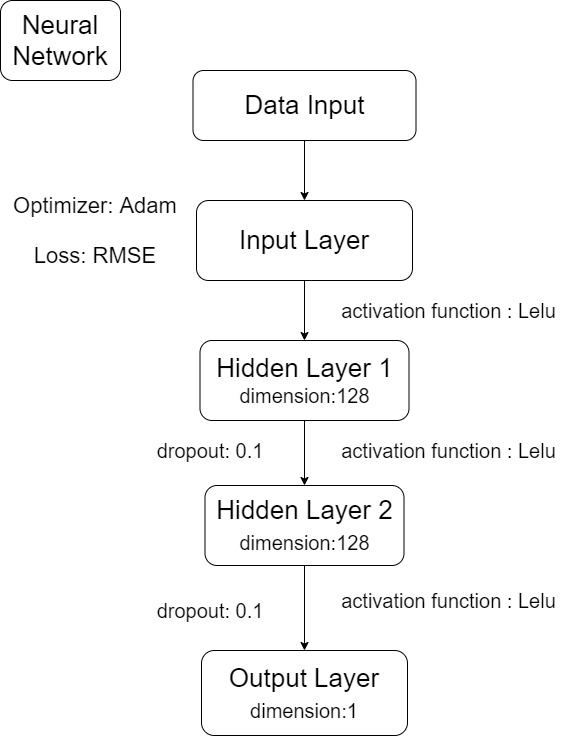 Neural
Network
Data Input
Optimizer: Adam
Loss: RMSE
Input Layer
activation function : Lelu
Hidden Layer 1
dimension:128
dropout: 0.1
activation function : Lelu
Hidden Layer 2
dimension:128
dropout: 0.1
activation function : Lelu
Output Layer
dimension:1